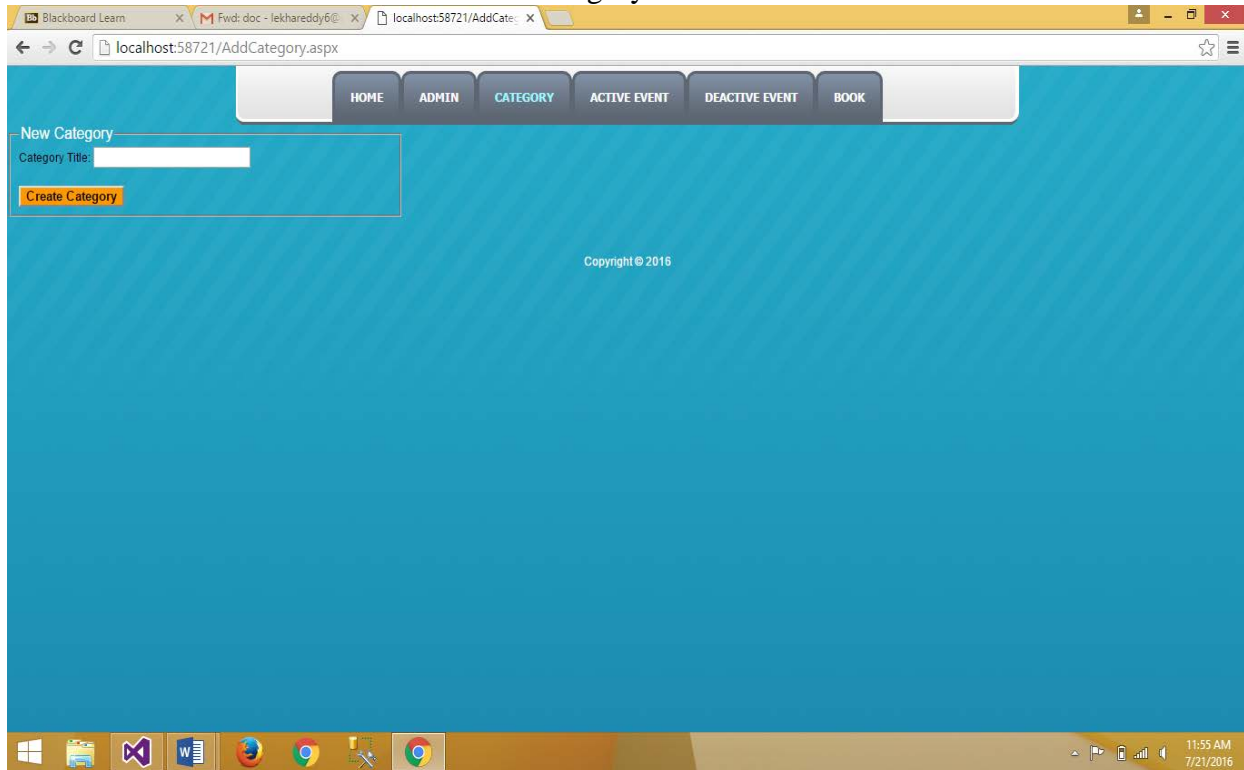 Blackboard Learn
Fwd: doc - lekhareddy6@
localhost:58721/AddCate
localhost:58721/AddCategory.aspx
HOME ADMIN CATEGORY ACTIVE EVENT DEACTIVE EVENT BOOK
New Category
Category Title:
Create Category
Copyright © 2016
11:55 AM
7/21/2016